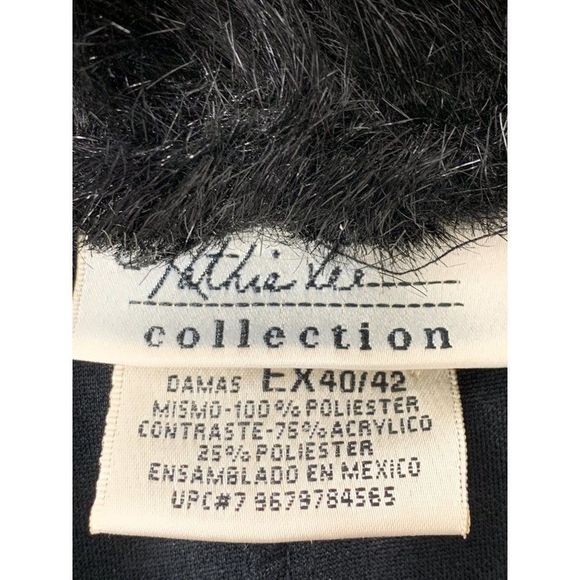 Kathie Lee
collection
DAMAS EX40/42
MISMO-100%POLIESTER
CONTRASTE-75%ACRYLICO
25%POLIESTER
ENSAMBLADO EN MEXICO
UPC#7 9678784565